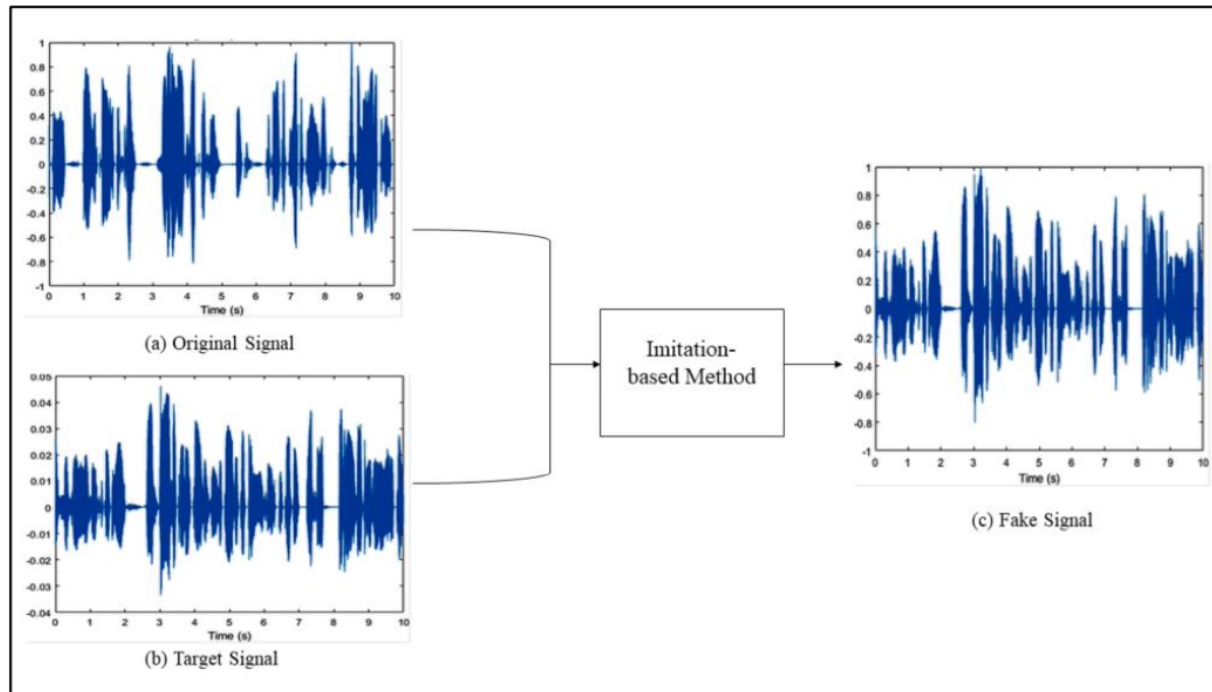 1
0.8
0.6
0.4
0.2
0
-0.2
-0.4
-0.6
-0.8
-1
0 1 2 3 4 5 6 7 8 9 10
Time (s)
(a) Original Signal
0.05
0.04
0.03
0.02
0.01
0
-0.01
-0.02
-0.03
-0.04
0 1 2 3 4 5 6 7 8 9 10
Time (s)
(b) Target Signal
Imitation-
based Method
1
0.8
0.6
0.4
0.2
0
-0.2
-0.4
-0.6
-0.8
-1
0 1 2 3 4 5 6 7 8 9 10
Time (s)
(c) Fake Signal